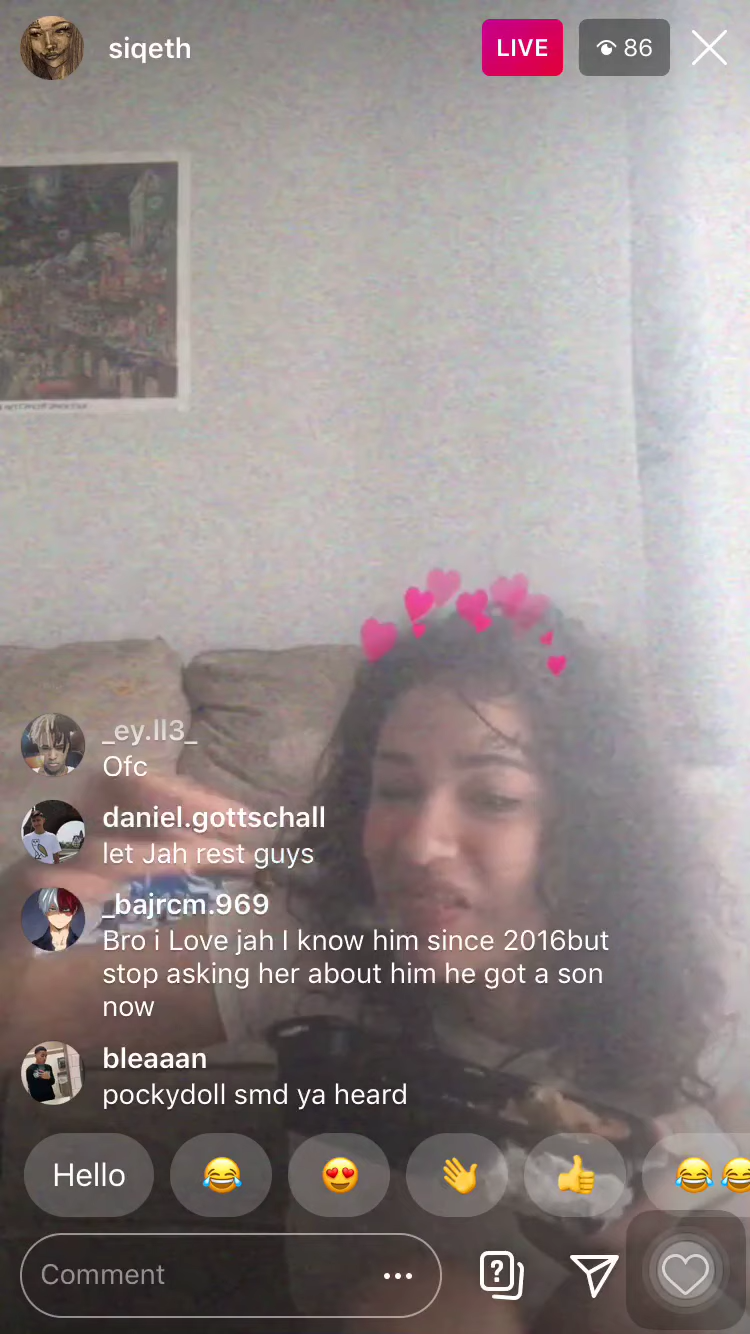 siqeth
LIVE
86
_ey.ll3_
Ofc
daniel.gottschall
let Jah rest guys
_bajrcm.969
Bro i Love jah I know him since 2016but
stop asking her about him he got a son
now
bleaaan
pockydoll smd ya heard
Hello
Comment